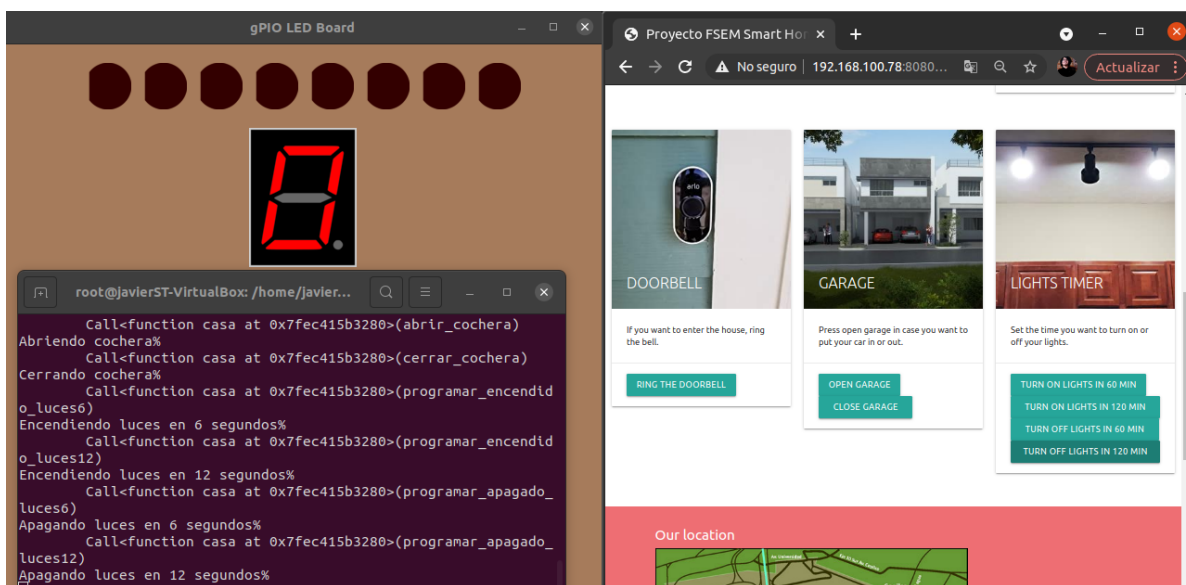 gPIO LED Board
root@javierST-VirtualBox: /home/javier...
Call<function casa at 0x7fec415b3280>(abrir_cochera)
Abriendo cochera%
Call<function casa at 0x7fec415b3280>(cerrar_cochera)
Cerrando cochera%
Call<function casa at 0x7fec415b3280>(programar_encendid
o_luces6)
Encendiendo luces en 6 segundos%
Call<function casa at 0x7fec415b3280>(programar_encendid
o_luces12)
Encendiendo luces en 12 segundos%
Call<function casa at 0x7fec415b3280>(programar_apagado_
luces6)
Apagando luces en 6 segundos%
Call<function casa at 0x7fec415b3280>(programar_apagado_
luces12)
Apagando luces en 12 segundos%
Proyecto FSEM Smart Hor
No seguro
192.168.100.78:8080...
Actualizar
arlo
DOORBELL
If you want to enter the house, ring
the bell.
RING THE DOORBELL
GARAGE
Press open garage in case you want to
put your car in or out.
OPEN GARAGE
CLOSE GARAGE
LIGHTS TIMER
Set the time you want to turn on or
off your lights.
TURN ON LIGHTS IN 60 MIN
TURN ON LIGHTS IN 120 MIN
TURN OFF LIGHTS IN 60 MIN
TURN OFF LIGHTS IN 120 MIN
Our location